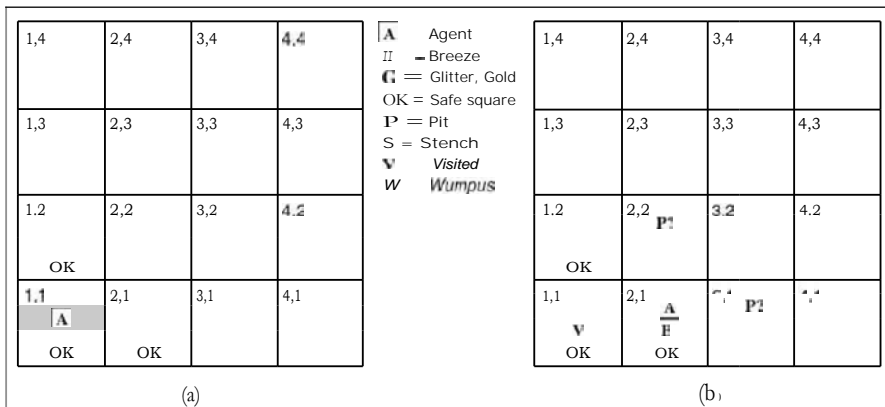 1,4 2,4 3,4 4,4
1,3 2,3 3,3 4,3
1.2 2,2 3,2 4.2
OK
1,1 2,1 3,1 4,1
A
OK OK
(a)
A Agent
II Breeze
G = Glitter, Gold
OK = Safe square
P = Pit
S = Stench
V Visited
W Wumpus
1,4 2,4 3,4 4,4
1,3 2,3 3,3 4,3
1.2 2,2 3.2 4.2
P?
OK
1,1 2,1
A P?
V B
OK OK
(b)